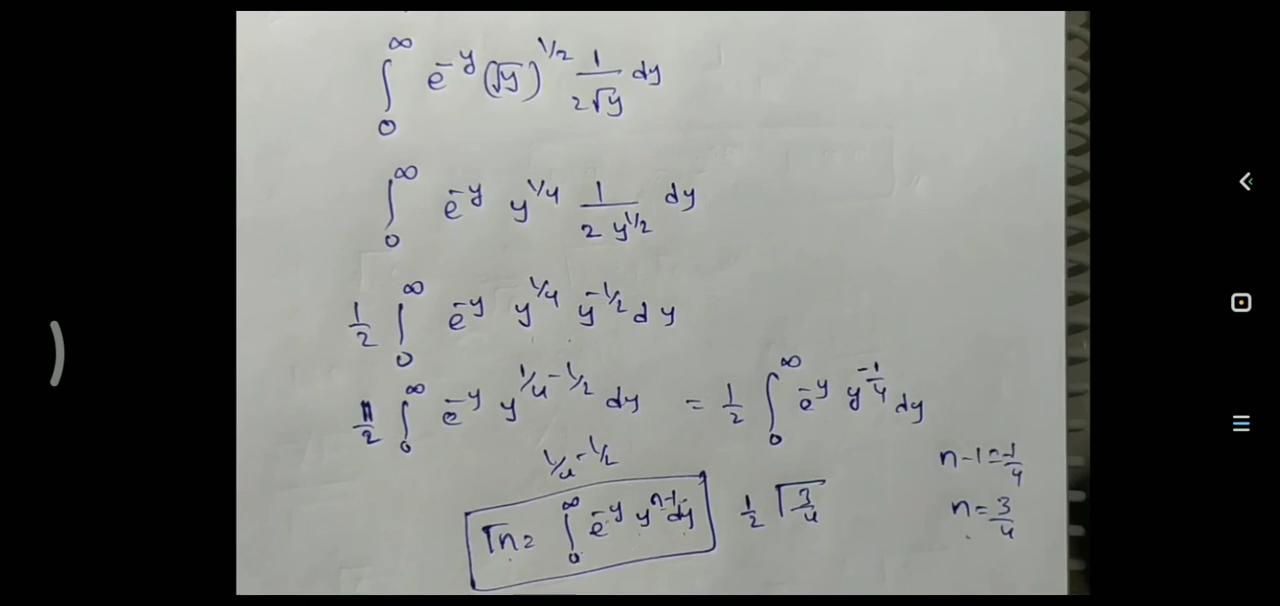 ∫₀^∞ e^{-y} (√y)^{1/2} 1/(2√y) dy
∫₀^∞ e^{-y} y^{1/4} 1/(2 y^{1/2}) dy
1/2 ∫₀^∞ e^{-y} y^{1/4} y^{-1/2} dy
1/2 ∫₀^∞ e^{-y} y^{1/4-1/2} dy = 1/2 ∫₀^∞ e^{-y} y^{-1/4} dy
1/4-1/2
n-1=-1/4
Γn = ∫₀^∞ e^{-y} y^{n-1} dy
1/2 Γ3/4
n=3/4